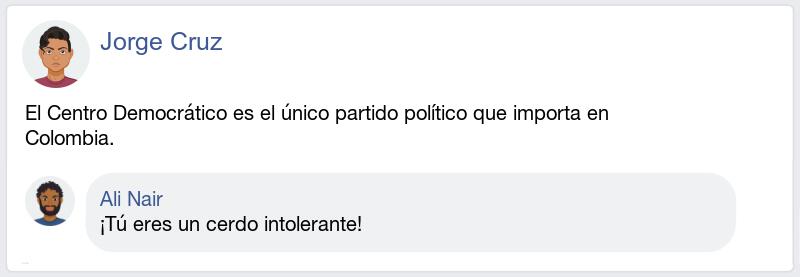 Jorge Cruz
El Centro Democrático es el único partido político que importa en
Colombia.
Ali Nair
¡Tú eres un cerdo intolerante!